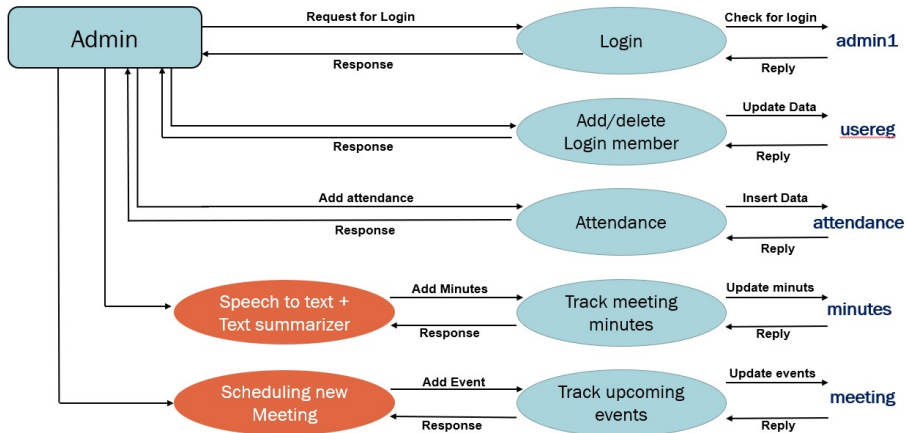 Request for Login
Check for login
Admin
Login
admin1
Response
Reply
Update Data
Add/delete
Login member
usereg
Response
Reply
Add attendance
Insert Data
Attendance
attendance
Response
Reply
Add Minutes
Update minuts
Speech to text +
Text summarizer
Track meeting
minutes
minutes
Response
Reply
Add Event
Update events
Scheduling new
Meeting
Track upcoming
events
meeting
Response
Reply